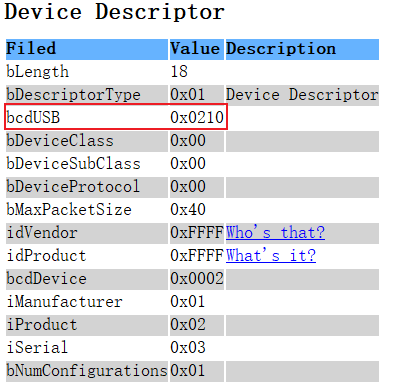 Device Descriptor
Filed Value Description
bLength 18
bDescriptorType 0x01 Device Descriptor
bcdUSB 0x0210
bDeviceClass 0x00
bDeviceSubClass 0x00
bDeviceProtocol 0x00
bMaxPacketSize 0x40
idVendor 0xFFFF Who's that?
idProduct 0xFFFF What's it?
bcdDevice 0x0002
iManufacturer 0x01
iProduct 0x02
iSerial 0x03
bNumConfigurations 0x01